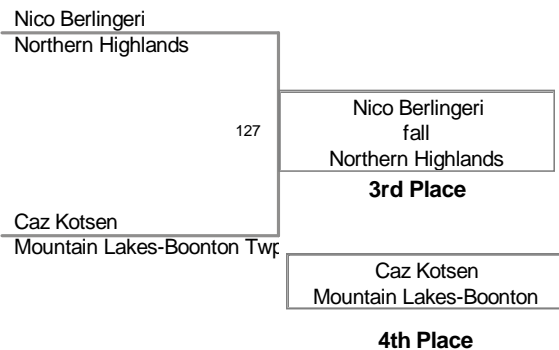 Nico Berlingeri
Northern Highlands
127
Nico Berlingeri
fall
Northern Highlands
3rd Place
Caz Kotsen
Mountain Lakes-Boonton Twp
Caz Kotsen
Mountain Lakes-Boonton
4th Place